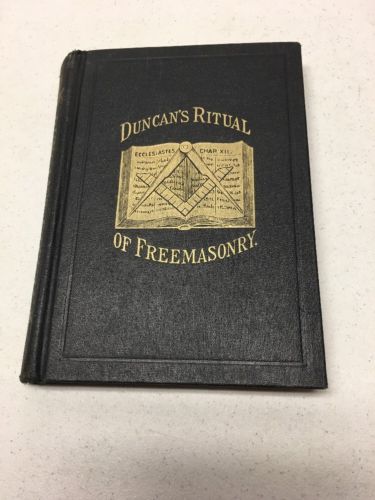 DUNCAN'S RITUAL
ECCLESIASTES CHAP. XII.
OF FREEMASONRY.